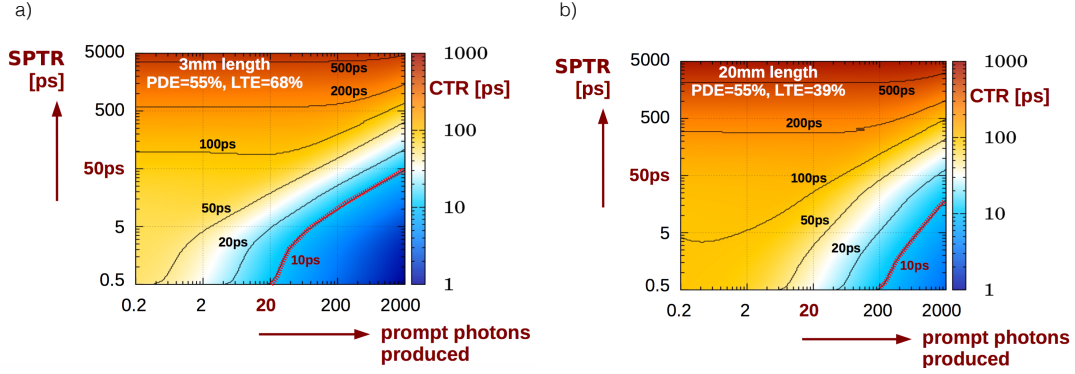 a)
SPTR
[ps]
5000
500
50ps
5
0.5
3mm length
PDE=55%, LTE=68%
500ps
200ps
100ps
50ps
20ps
10ps
0.2
2
20
200
2000
prompt photons
produced
1000
CTR [ps]
100
10
1
b)
SPTR
[ps]
5000
500
50ps
5
0.5
20mm length
PDE=55%, LTE=39%
500ps
200ps
100ps
50ps
20ps
10ps
0.2
2
20
200
2000
prompt photons
produced
1000
CTR [ps]
100
10
1